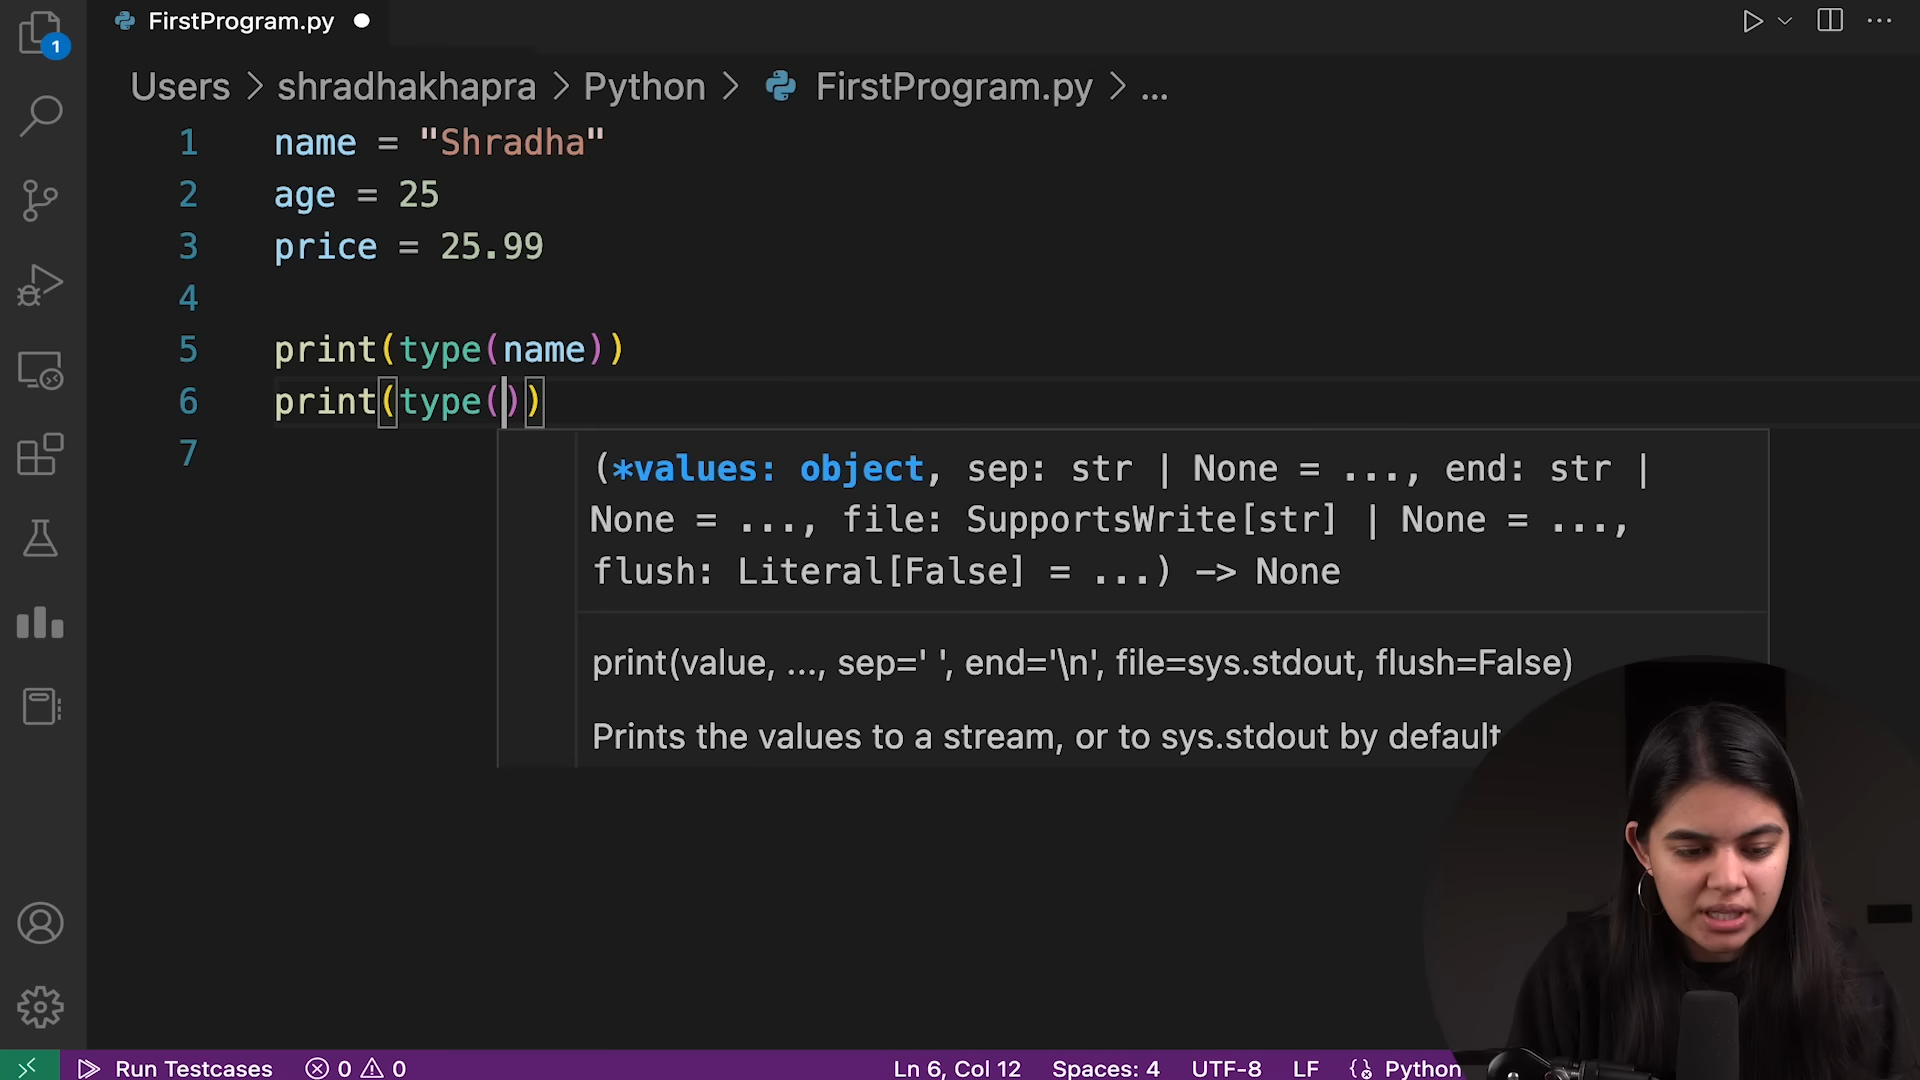 FirstProgram.py
1
Users > shradhakhapra > Python > FirstProgram.py > ...
1 name = "Shradha"
2 age = 25
3 price = 25.99
4
5 print(type(name))
6 print(type())
7
(*values: object, sep: str | None = ..., end: str |
None = ..., file: SupportsWrite[str] | None = ...,
flush: Literal[False] = ...) -> None
print(value, ..., sep=' ', end='\n', file=sys.stdout, flush=False)
Prints the values to a stream, or to sys.stdout by default
Run Testcases 0 0 Ln 6, Col 12 Spaces: 4 UTF-8 LF Python